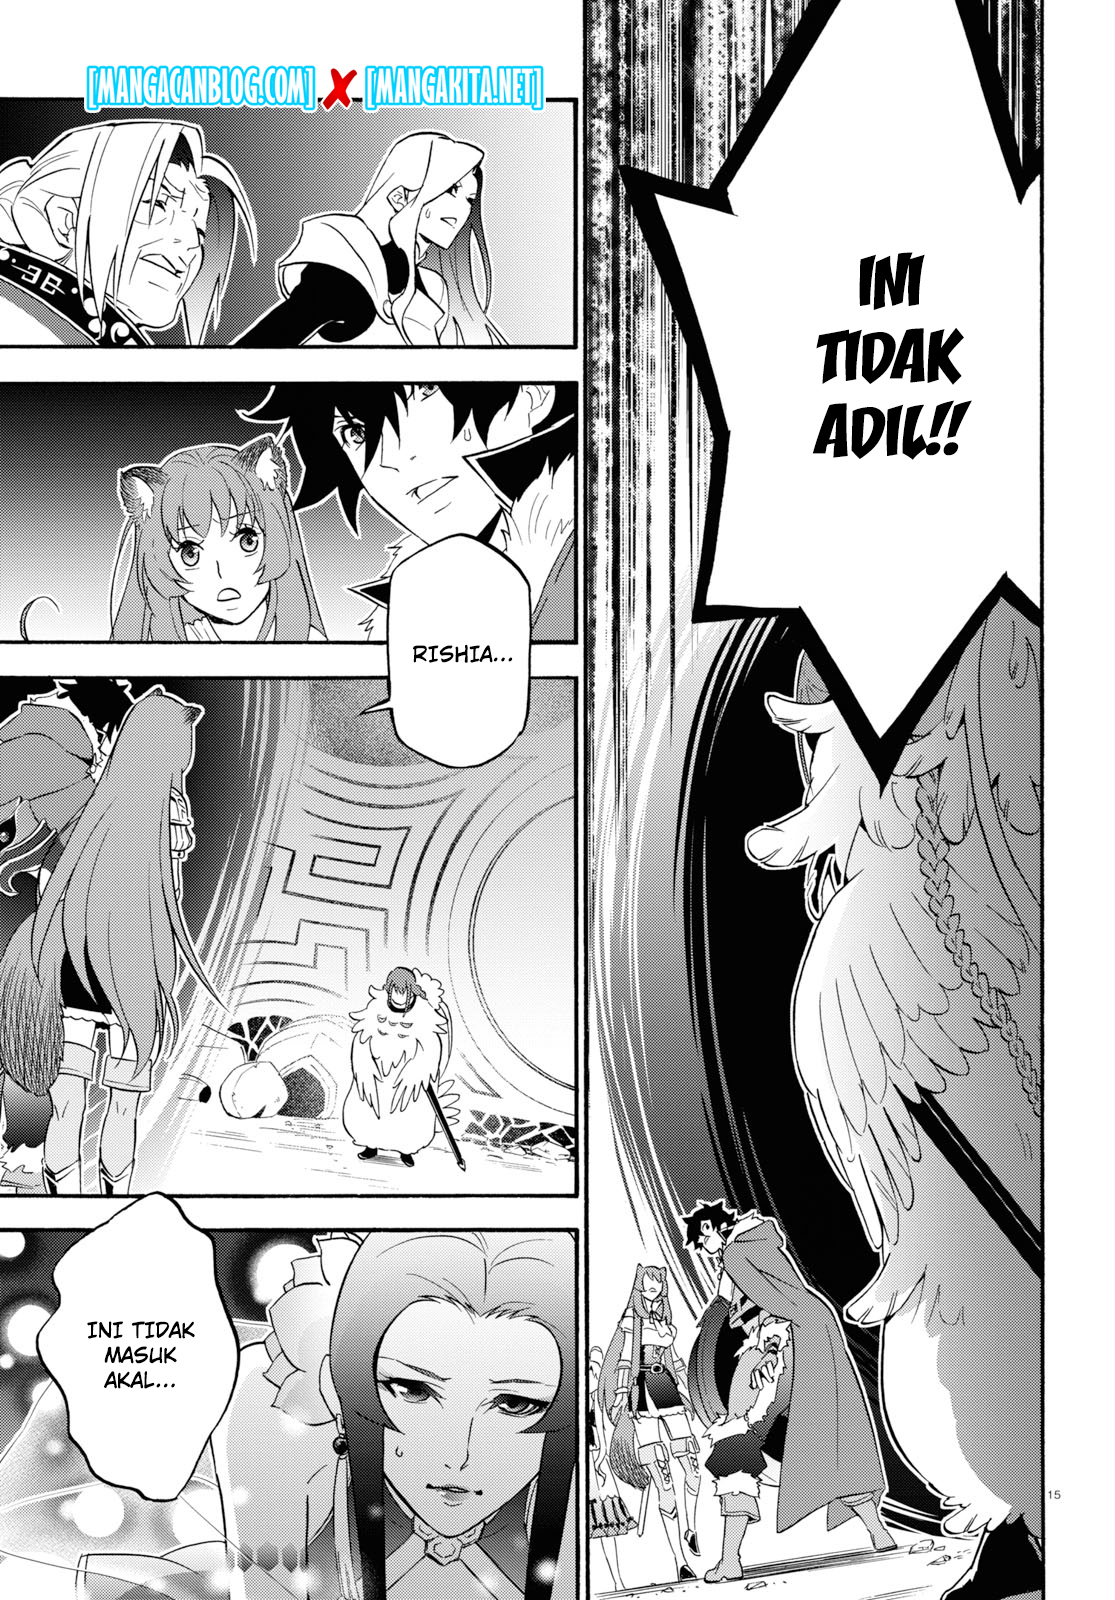 [MANGACANBLOG.COM] X [MANGAKITA.NET]
INI
TIDAK
ADIL!!
RISHIA...
INI TIDAK
MASUK
AKAL...
15